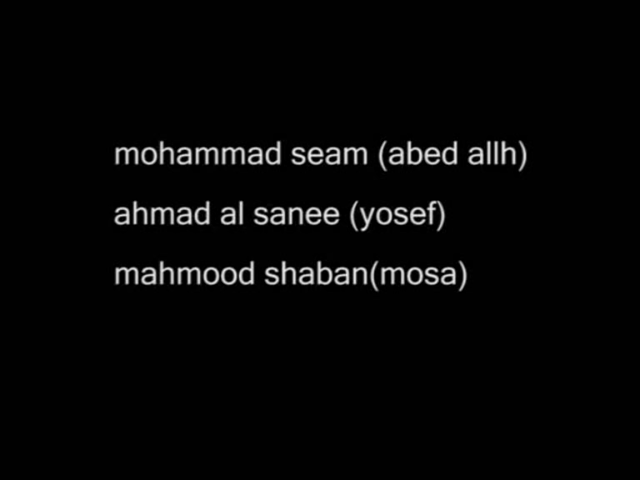 mohammad seam (abed allh)
ahmad al sanee (yosef)
mahmood shaban(mosa)